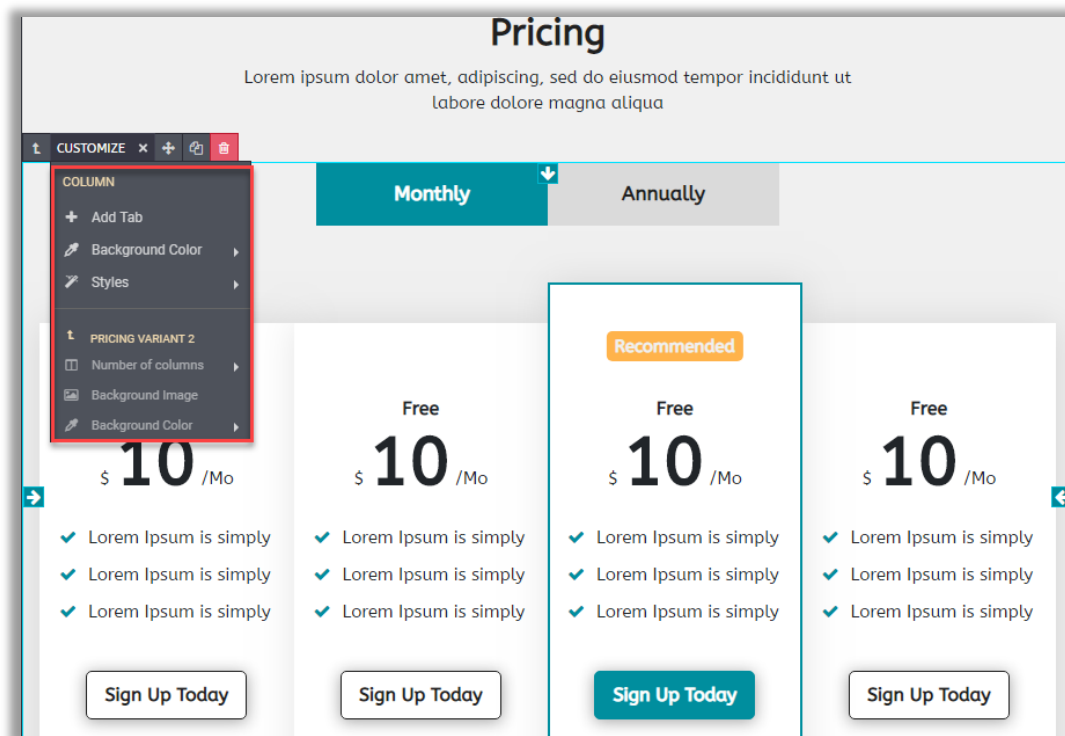 Pricing
Lorem ipsum dolor amet, adipiscing, sed do eiusmod tempor incididunt ut
labore dolore magna aliqua
CUSTOMIZE
COLUMN
Add Tab
Background Color
Styles
PRICING VARIANT 2
Number of columns
Background Image
Background Color
Monthly
Annually
$ 10 /Mo
Lorem Ipsum is simply
Lorem Ipsum is simply
Lorem Ipsum is simply
Sign Up Today
Free
$ 10 /Mo
Lorem Ipsum is simply
Lorem Ipsum is simply
Lorem Ipsum is simply
Sign Up Today
Recommended
Free
$ 10 /Mo
Lorem Ipsum is simply
Lorem Ipsum is simply
Lorem Ipsum is simply
Sign Up Today
Free
$ 10 /Mo
Lorem Ipsum is simply
Lorem Ipsum is simply
Lorem Ipsum is simply
Sign Up Today